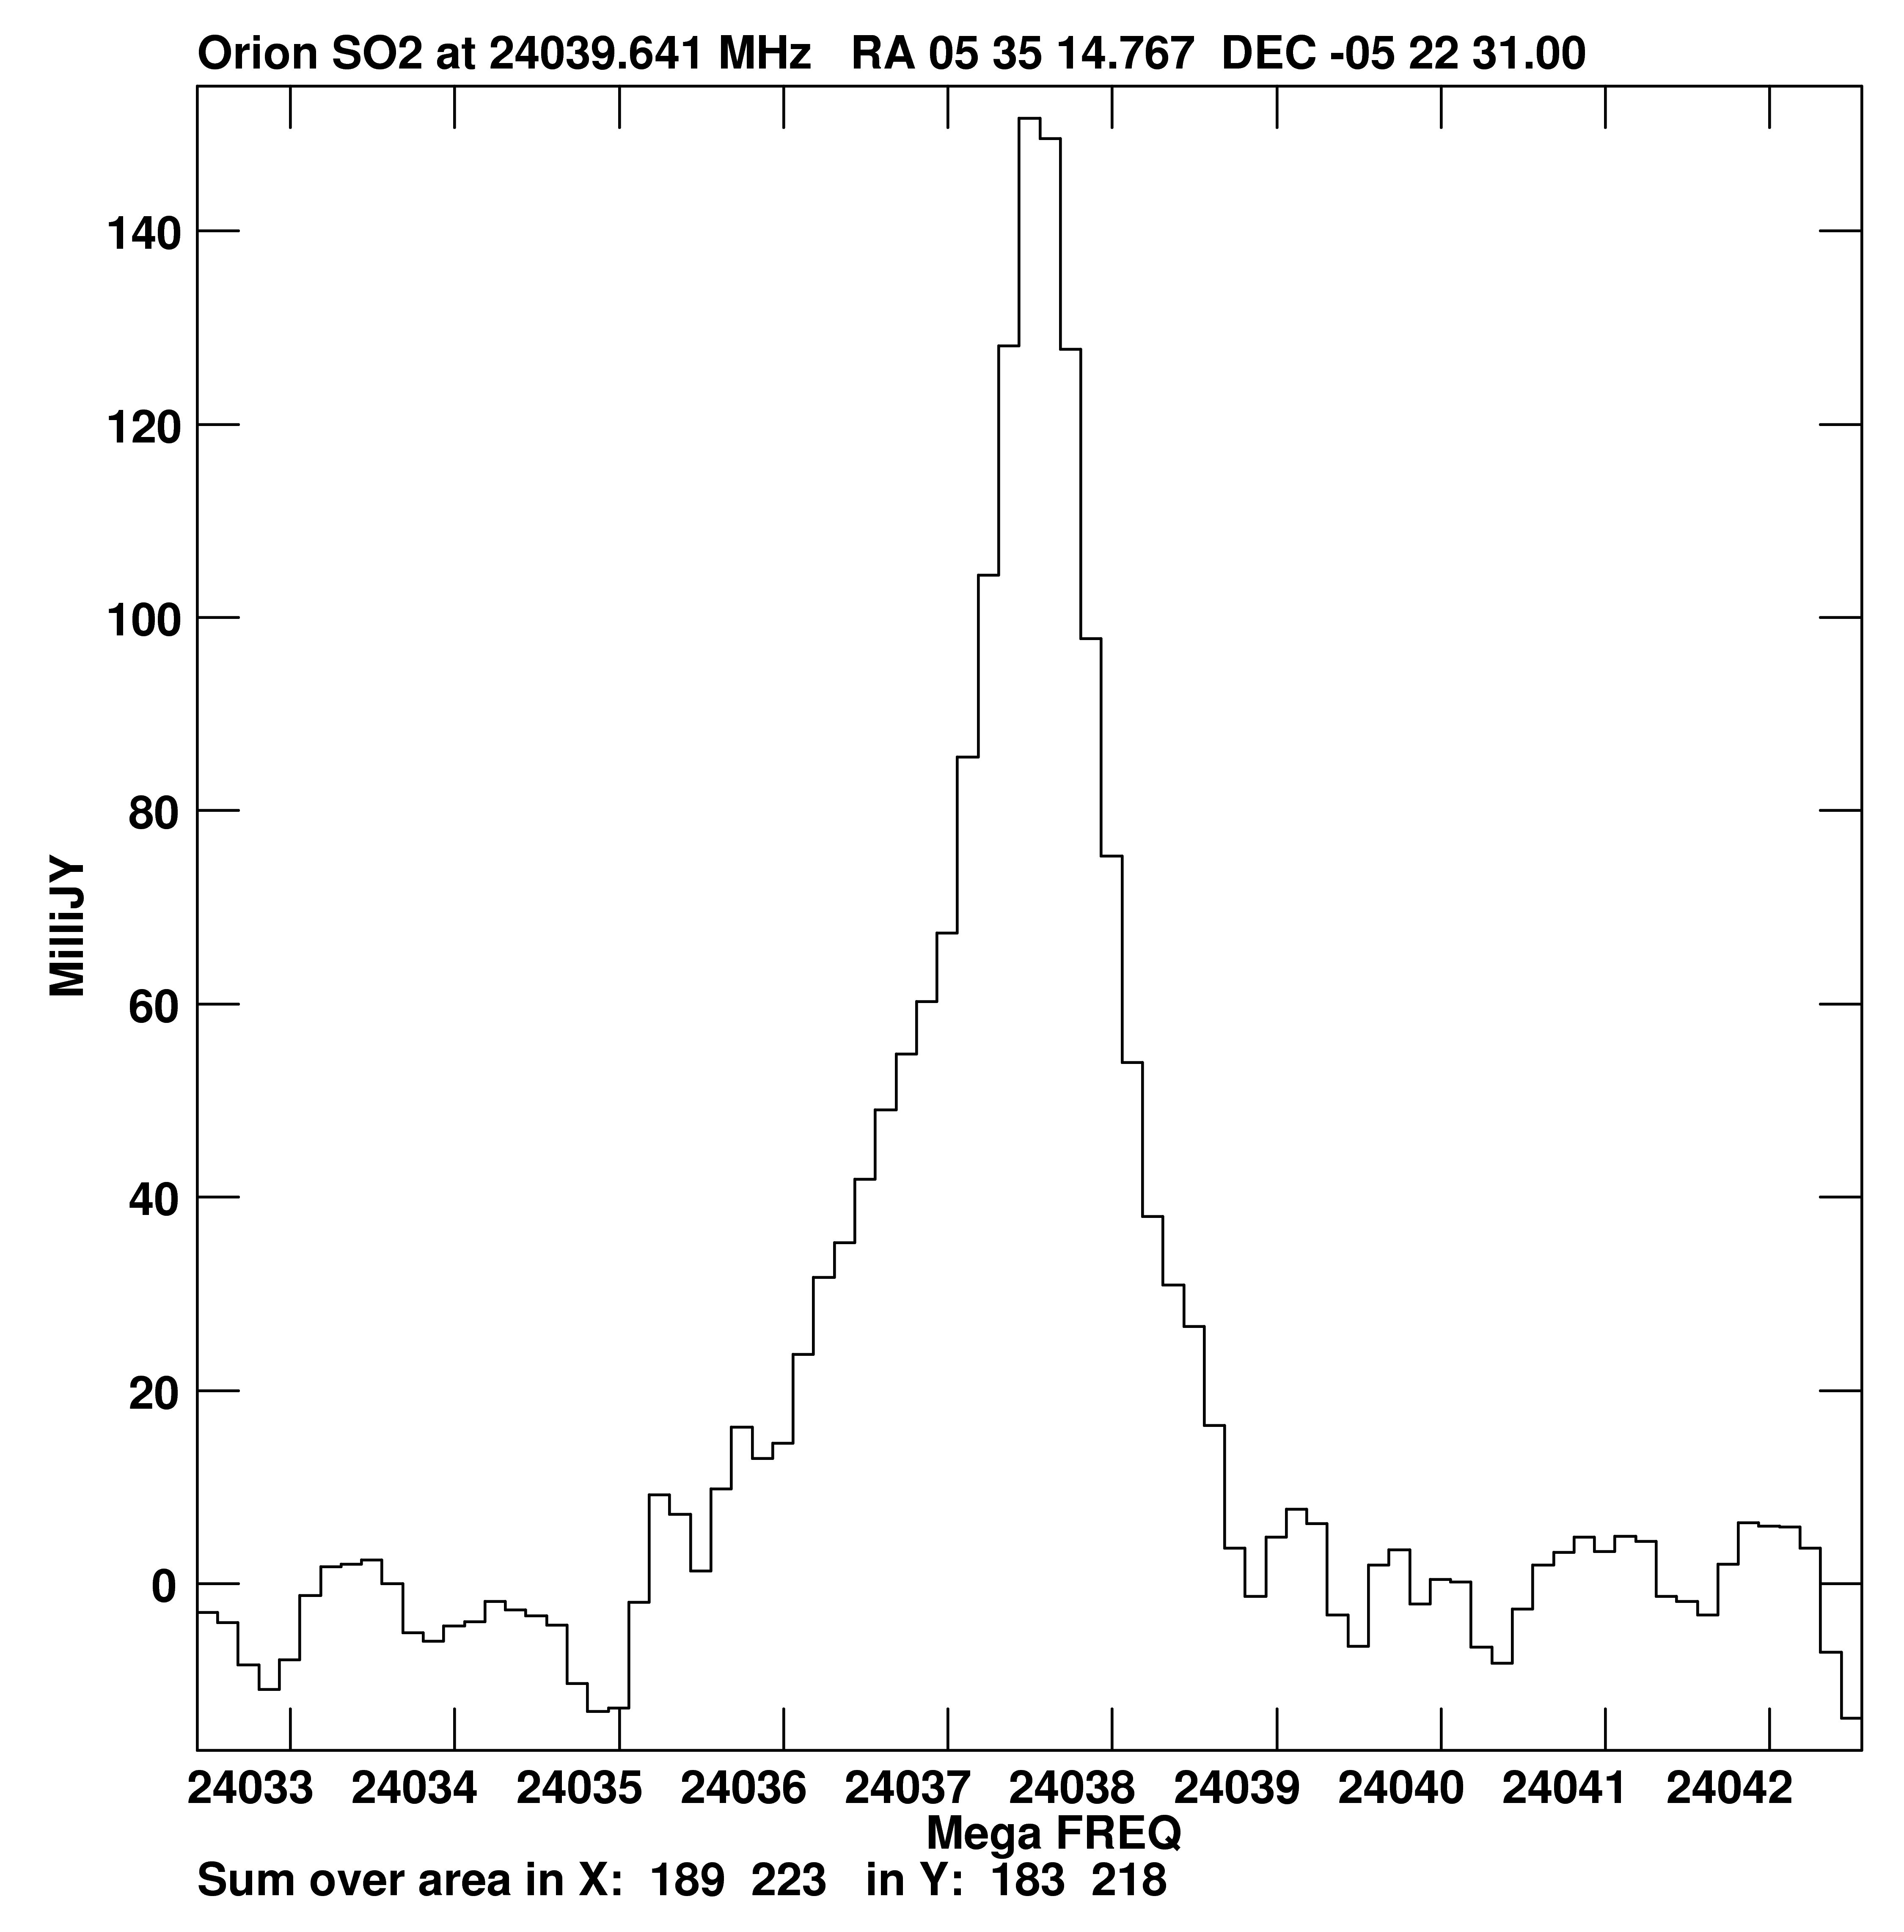 Orion SO2 at 24039.641 MHz RA 05 35 14.767 DEC -05 22 31.00
140
120
100
80
MilliJY
60
40
20
0
24033 24034 24035 24036 24037 24038 24039 24040 24041 24042
Mega FREQ
Sum over area in X: 189 223 in Y: 183 218